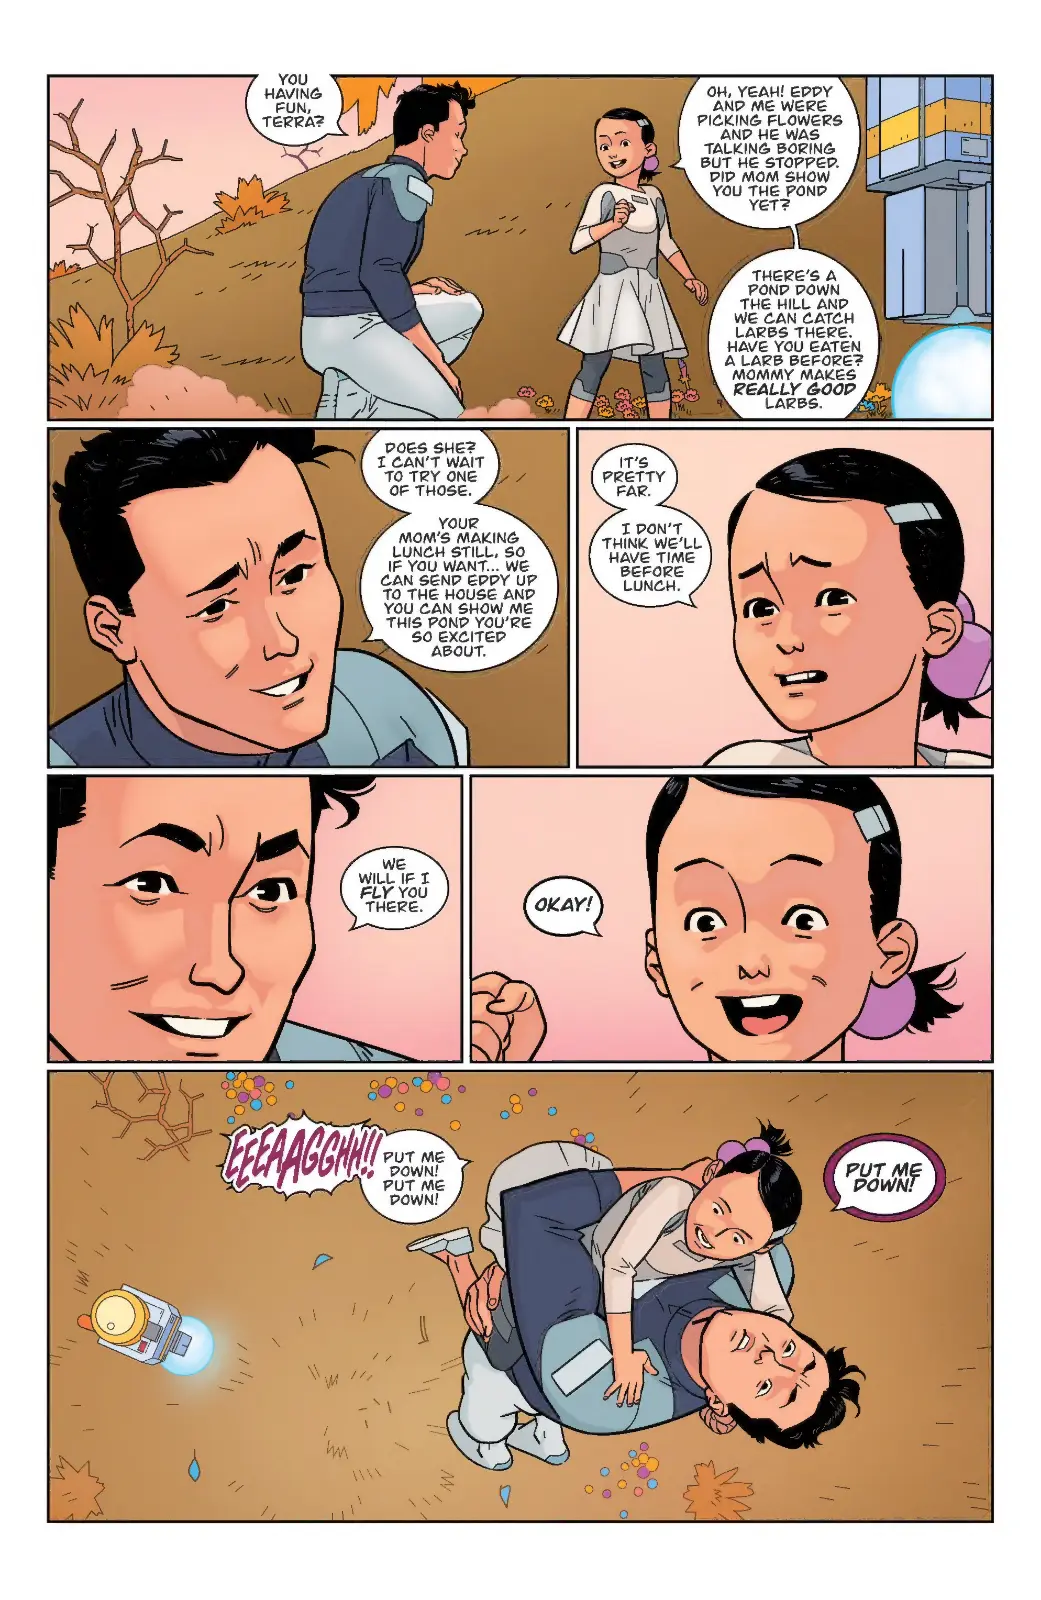 YOU
HAVING
FUN,
TERRA?
OH, YEAH! EDDY
AND ME WERE
PICKING FLOWERS
AND HE WAS
TALKING BORING
BUT HE STOPPED.
DID MOM SHOW
YOU THE POND
YET?
THERE'S A
POND DOWN
THE HILL AND
WE CAN CATCH
LARBS THERE.
HAVE YOU EATEN
A LARB BEFORE?
MOMMY MAKES
REALLY GOOD
LARBS.
DOES SHE?
I CAN'T WAIT
TO TRY ONE
OF THOSE.
YOUR
MOM'S MAKING
LUNCH STILL, SO
IF YOU WANT... WE
CAN SEND EDDY UP
TO THE HOUSE AND
YOU CAN SHOW ME
THIS POND YOU'RE
SO EXCITED
ABOUT.
IT'S
PRETTY
FAR.
I DON'T
THINK WE'LL
HAVE TIME
BEFORE
LUNCH.
WE
WILL IF I
FLY YOU
THERE.
OKAY!
EEEAAGGHH!!
PUT ME
DOWN!
PUT ME
DOWN!
PUT ME
DOWN!